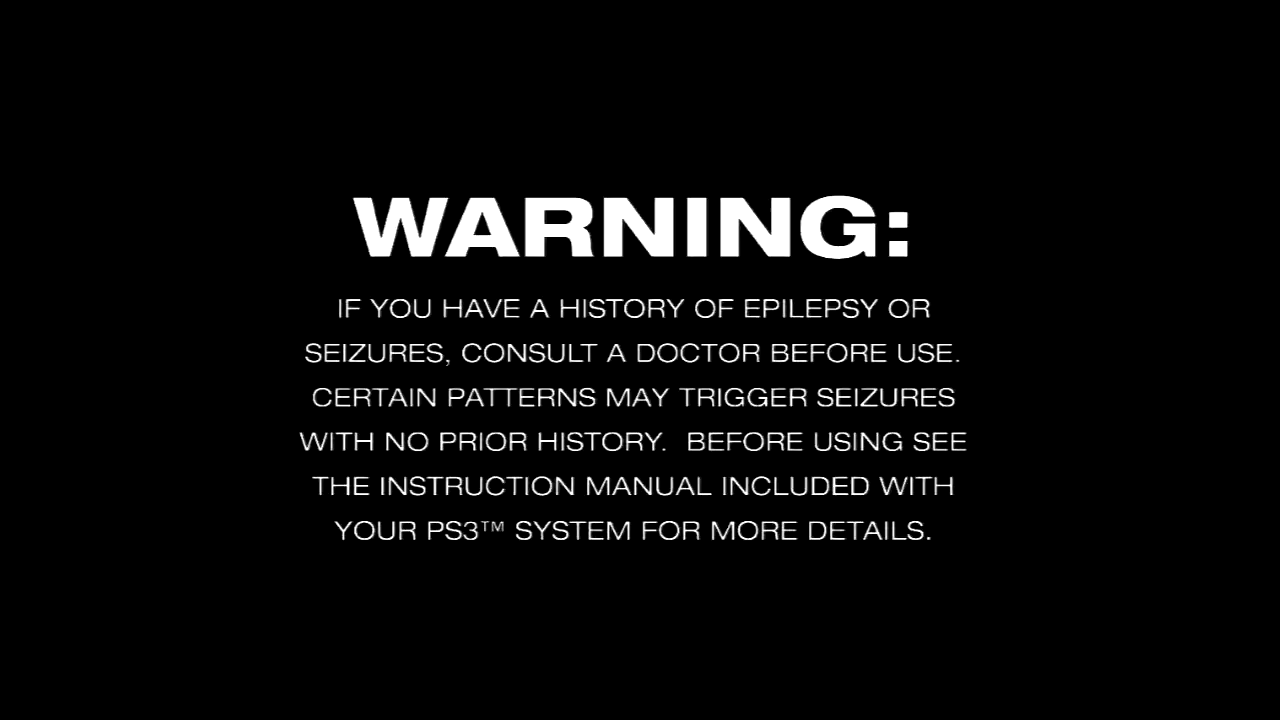 WARNING:
IF YOU HAVE A HISTORY OF EPILEPSY OR
SEIZURES, CONSULT A DOCTOR BEFORE USE.
CERTAIN PATTERNS MAY TRIGGER SEIZURES
WITH NO PRIOR HISTORY.  BEFORE USING SEE
THE INSTRUCTION MANUAL INCLUDED WITH
YOUR PS3™ SYSTEM FOR MORE DETAILS.